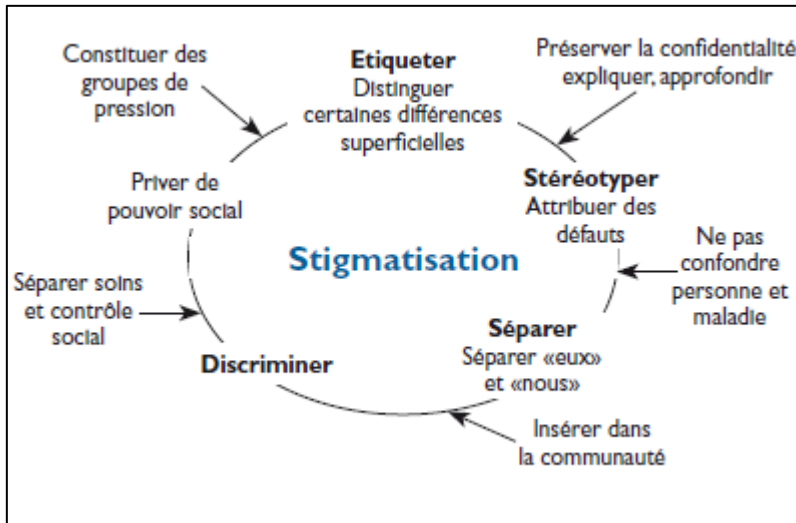 Constituer des
groupes de
pression
Etiqueter
Distinguer
certaines différences
superficielles
Préserver la confidentialité
expliquer, approfondir
Stéréotyper
Attribuer des
défauts
Priver de
pouvoir social
Stigmatisation
Ne pas
confondre
personne et
maladie
Séparer soins
et contrôle
social
Séparer
Séparer «eux»
et «nous»
Discriminer
Insérer dans
la communauté